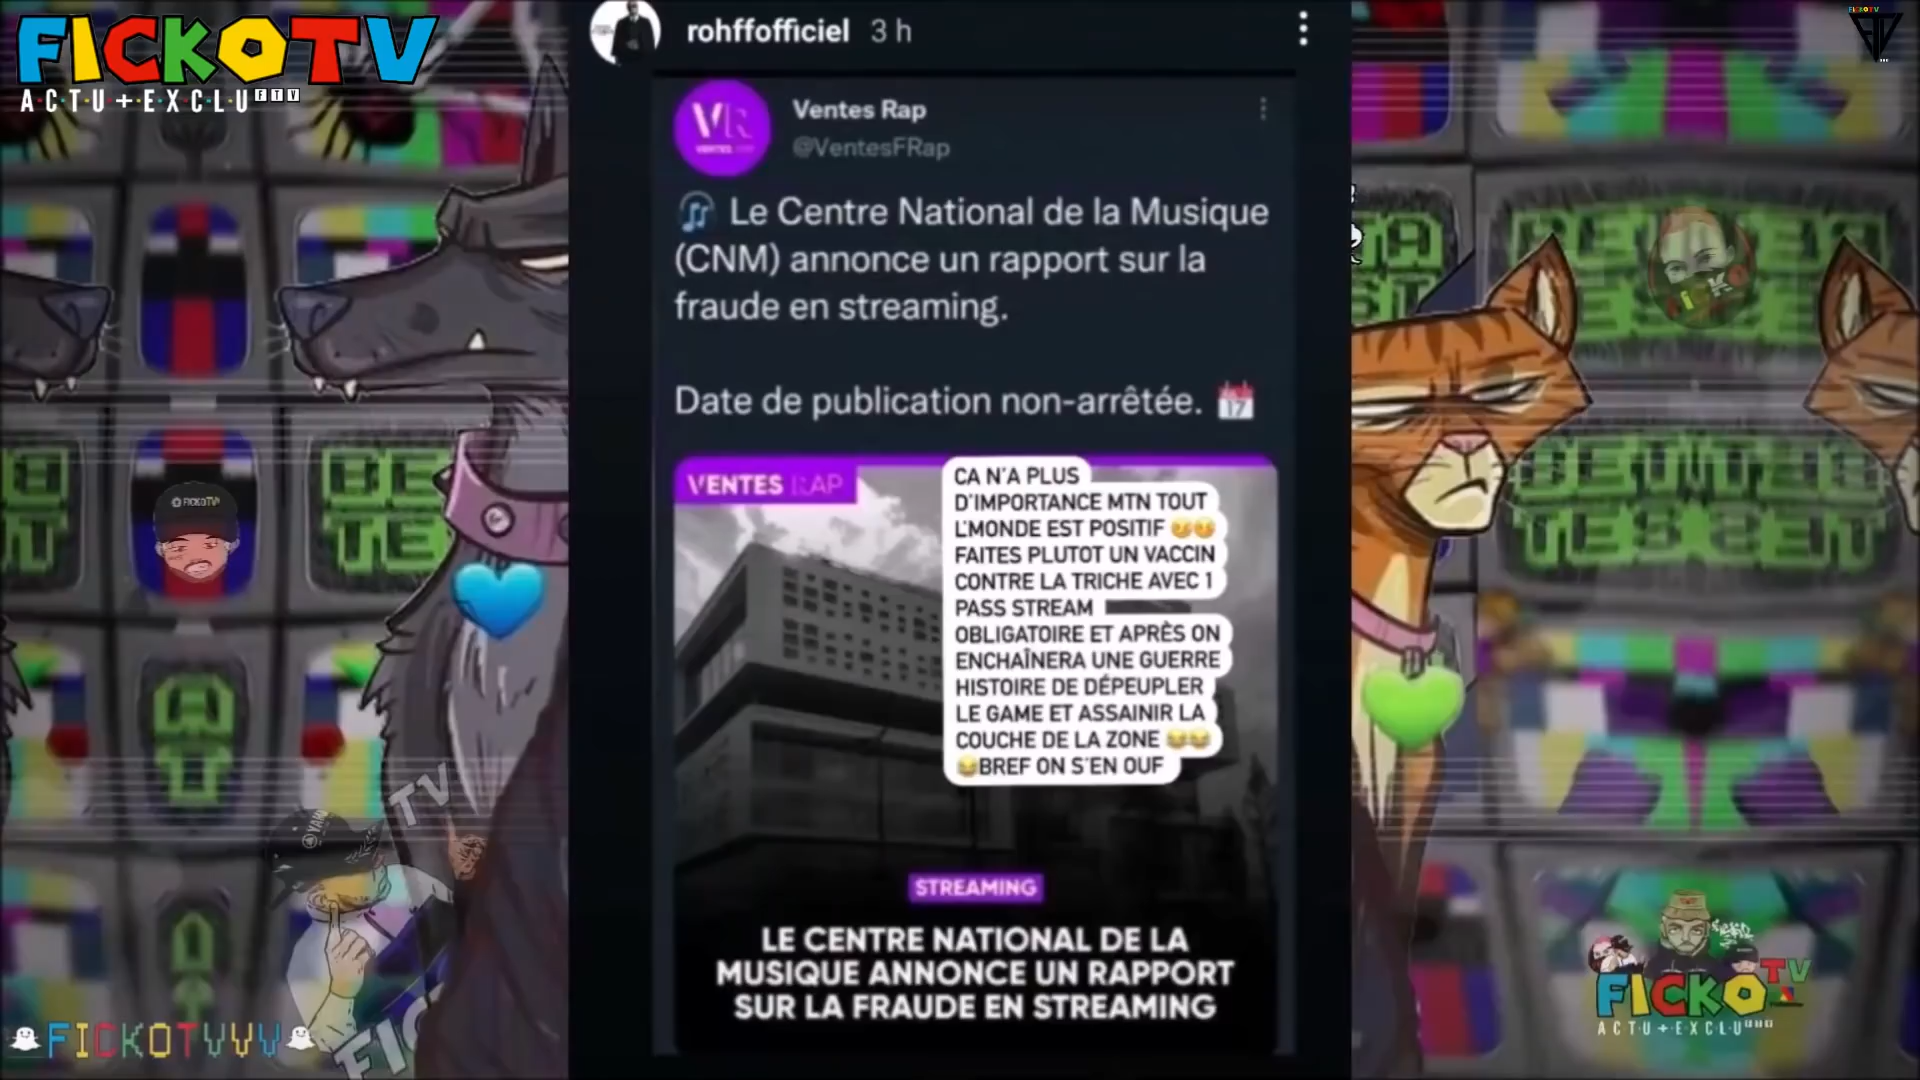 FICKOTV
ACTU+EXCLU FTV
rohffofficiel 3 h
Ventes Rap
@VentesFRap
Le Centre National de la Musique
(CNM) annonce un rapport sur la
fraude en streaming.
Date de publication non-arrêtée.
VENTES RAP
CA N'A PLUS
D'IMPORTANCE MTN TOUT
L'MONDE EST POSITIF
FAITES PLUTOT UN VACCIN
CONTRE LA TRICHE AVEC 1
PASS STREAM
OBLIGATOIRE ET APRÈS ON
ENCHAÎNERA UNE GUERRE
HISTOIRE DE DÉPEUPLER
LE GAME ET ASSAINIR LA
COUCHE DE LA ZONE
BREF ON S'EN OUF
STREAMING
LE CENTRE NATIONAL DE LA
MUSIQUE ANNONCE UN RAPPORT
SUR LA FRAUDE EN STREAMING
FICKOTVVV
FICKO TV
ACTU+EXCLU